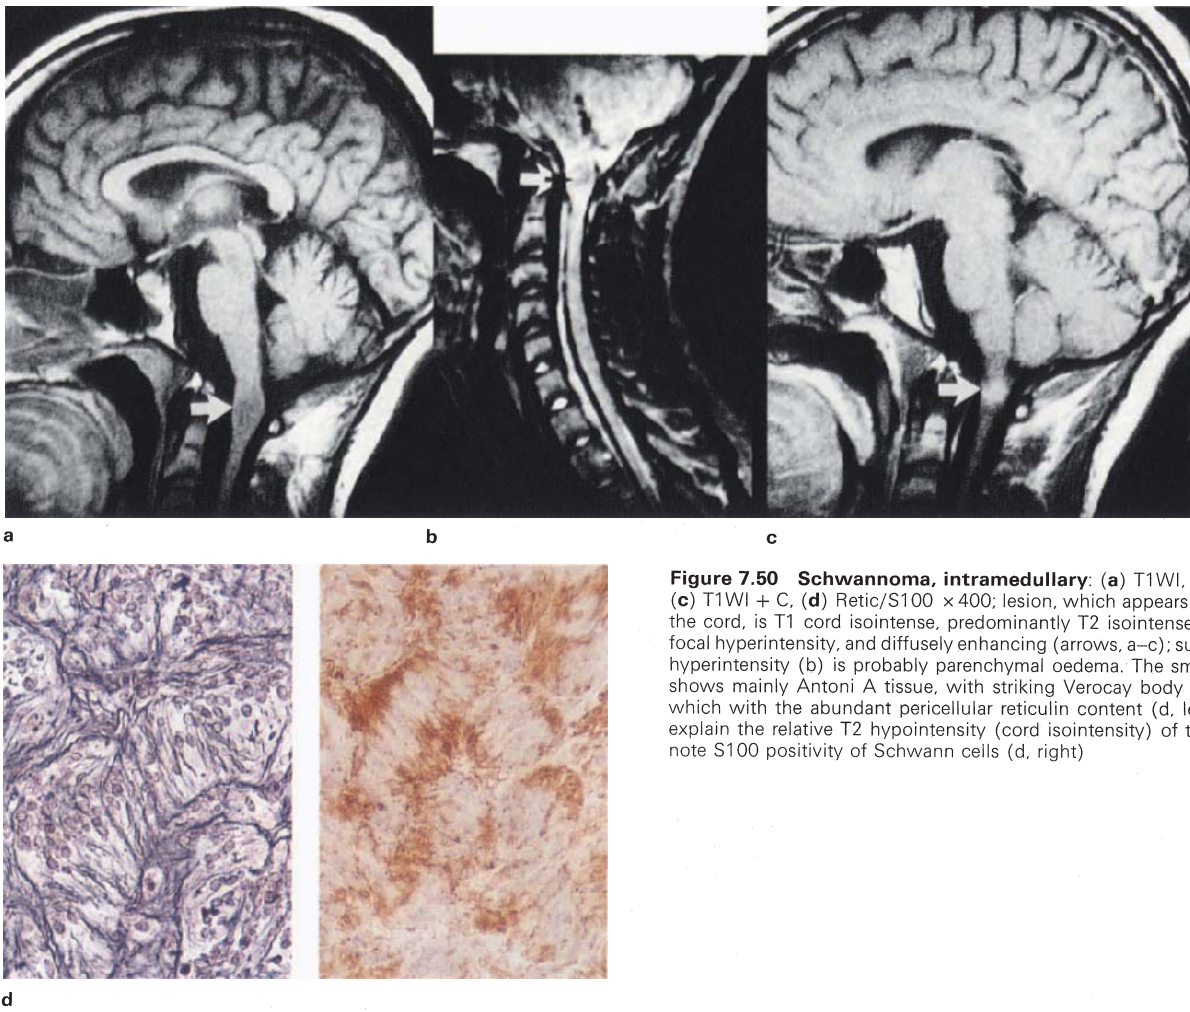 a
b
c
Figure 7.50 Schwannoma, intramedullary: (a) T1WI,
(c) T1WI + C, (d) Retic/S100 ×400; lesion, which appears
the cord, is T1 cord isointense, predominantly T2 isointense
focal hyperintensity, and diffusely enhancing (arrows, a–c);
hyperintensity (b) is probably parenchymal oedema. The
shows mainly Antoni A tissue, with striking Verocay body
which with the abundant pericellular reticulin content (d,
explain the relative T2 hypointensity (cord isointensity) of
note S100 positivity of Schwann cells (d, right)
d